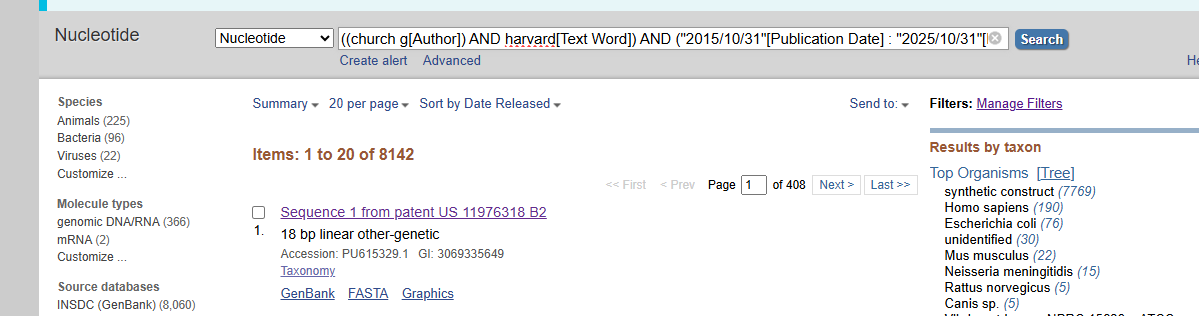 Nucleotide
Nucleotide
((church g[Author]) AND harvard[Text Word]) AND ("2015/10/31"[Publication Date] : "2025/10/31"[
Search
Create alert Advanced
He
Species
Animals (225)
Bacteria (96)
Viruses (22)
Customize ...
Molecule types
genomic DNA/RNA (366)
mRNA (2)
Customize ...
Source databases
INSDC (GenBank) (8,060)
Summary 20 per page Sort by Date Released Send to:
Items: 1 to 20 of 8142
<< First < Prev Page 1 of 408 Next > Last >>
Sequence 1 from patent US 11976318 B2
1. 18 bp linear other-genetic
Accession: PU615329.1 GI: 3069335649
Taxonomy
GenBank FASTA Graphics
Filters: Manage Filters
Results by taxon
Top Organisms [Tree]
synthetic construct (7769)
Homo sapiens (190)
Escherichia coli (76)
unidentified (30)
Mus musculus (22)
Neisseria meningitidis (15)
Rattus norvegicus (5)
Canis sp. (5)